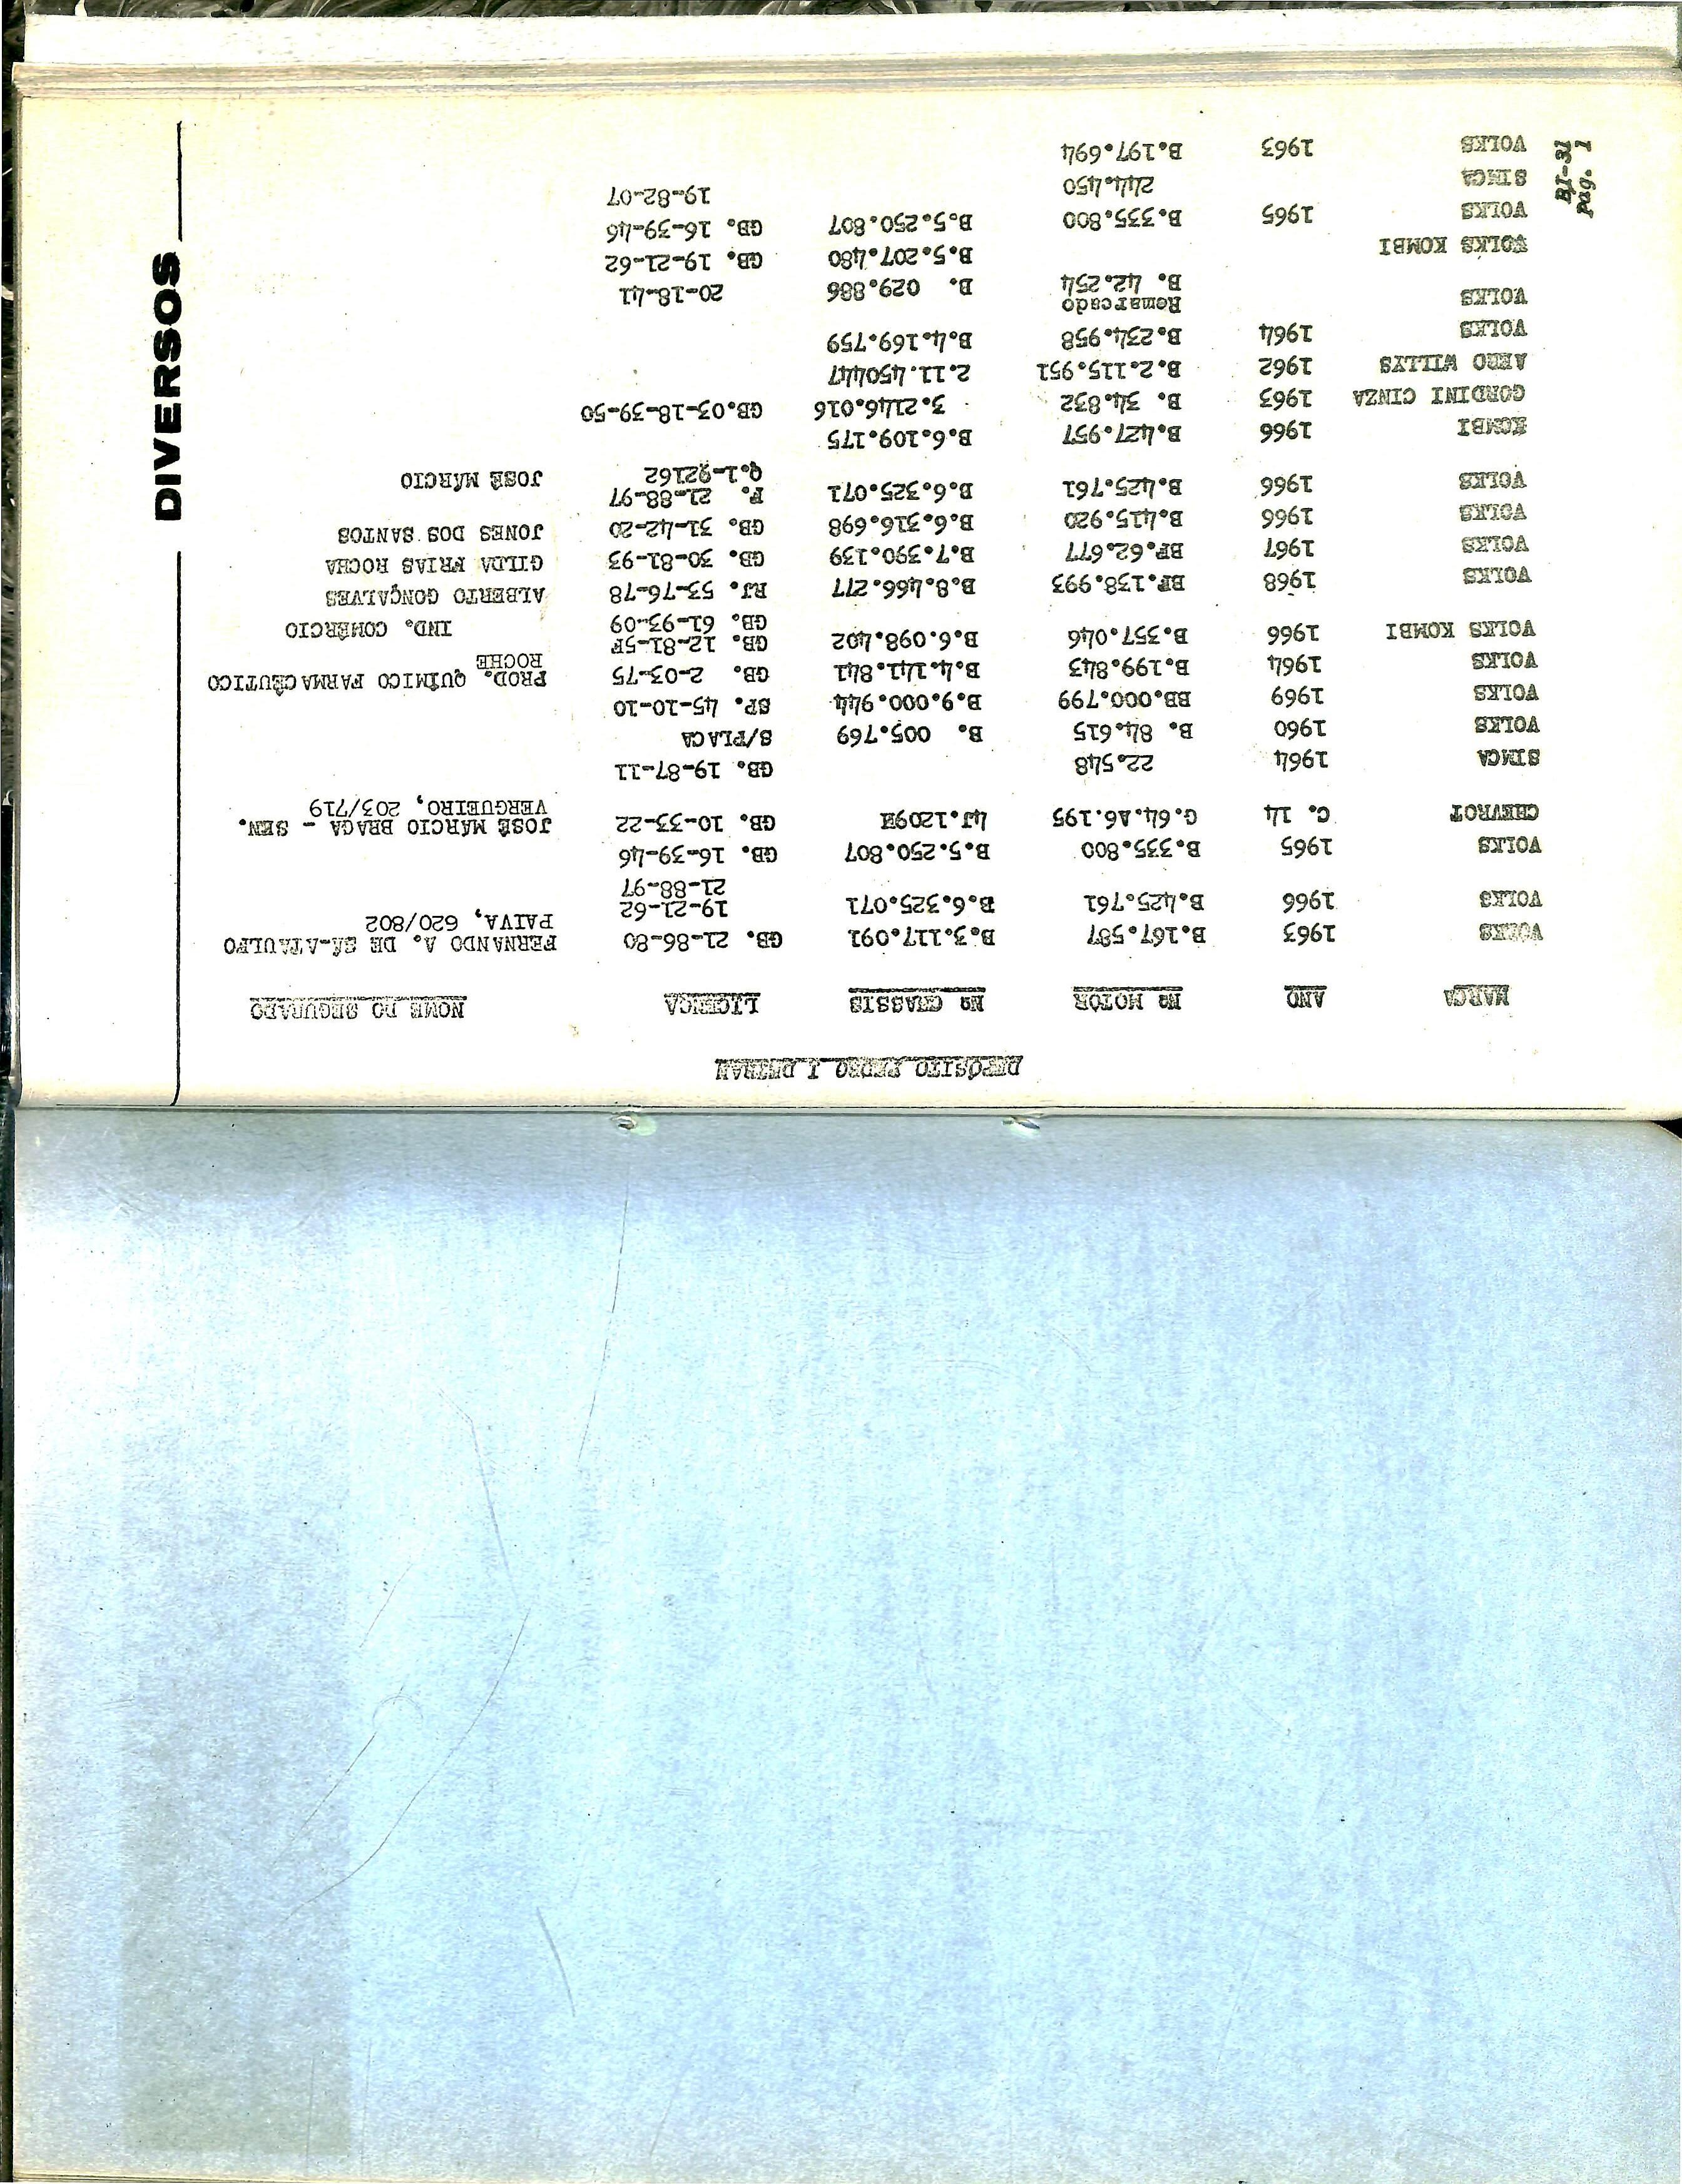 DEPÓSITO PEDRO I DETRAN
MARCA ANO Nº MOTOR Nº CHASSIS LICENÇA NOME DO SEGURADO
VOLKS 1963 B.167.587 B.3.117.091 GB. 21-86-80 FERNANDO A. DE SÁ-ATAULFO
PAIVA, 620/802
VOLKS 1966 B.425.761 B.6.325.071 19-21-62
21-88-97
VOLKS 1965 B.335.800 B.5.250.807 GB. 16-39-46
CHEVROT C. 14 G.64.A6.195 4J.1209E GB. 10-33-22 JOSÉ MÁRCIO BRAGA - SEN.
VERGUEIRO, 203/719
SIMCA 1964 22.548 GB. 19-87-11
VOLKS 1960 B. 84.615 B. 005.769 S/PLACA
VOLKS 1969 BB.000.799 B.9.000.944 SP. 45-10-10
VOLKS 1964 B.199.843 B.4.141.841 GB. 2-03-75 PROD. QUÍMICO FARMACÊUTICO
ROCHE
VOLKS KOMBI 1966 B.357.046 B.6.098.402 GB. 12-81-5F IND. COMÉRCIO
GB. 61-93-09
VOLKS 1968 BF.138.993 B.8.466.277 RJ. 53-76-78 ALBERTO GONÇALVES
VOLKS 1967 BF.62.677 B.7.390.139 GB. 30-81-93 GILDA FRIAS ROCHA
VOLKS 1966 B.415.920 B.6.316.698 GB. 31-42-20 JONES DOS SANTOS
VOLKS 1966 B.425.761 B.6.325.071 F. 21-88-97 JOSÉ MÁRCIO
Q.1-92162
KOMBI 1966 B.427.957 B.6.109.175
GORDINI CINZA 1963 B. 34.832 3.2146.016 GB.03-18-39-50
AERO WILLYS 1962 B.2.115.951 2.11.450447
VOLKS 1964 B.234.958 B.4.169.759
VOLKS Remarcado
B. 42.254 B. 029.886 20-18-41
VOLKS KOMBI B.5.207.480 GB. 19-21-62
VOLKS 1965 B.335.800 B.5.250.807 GB. 16-39-46
SIMCA 244.450 19-82-07
VOLKS 1963 B.197.694
BI-31
pag. 1
DIVERSOS